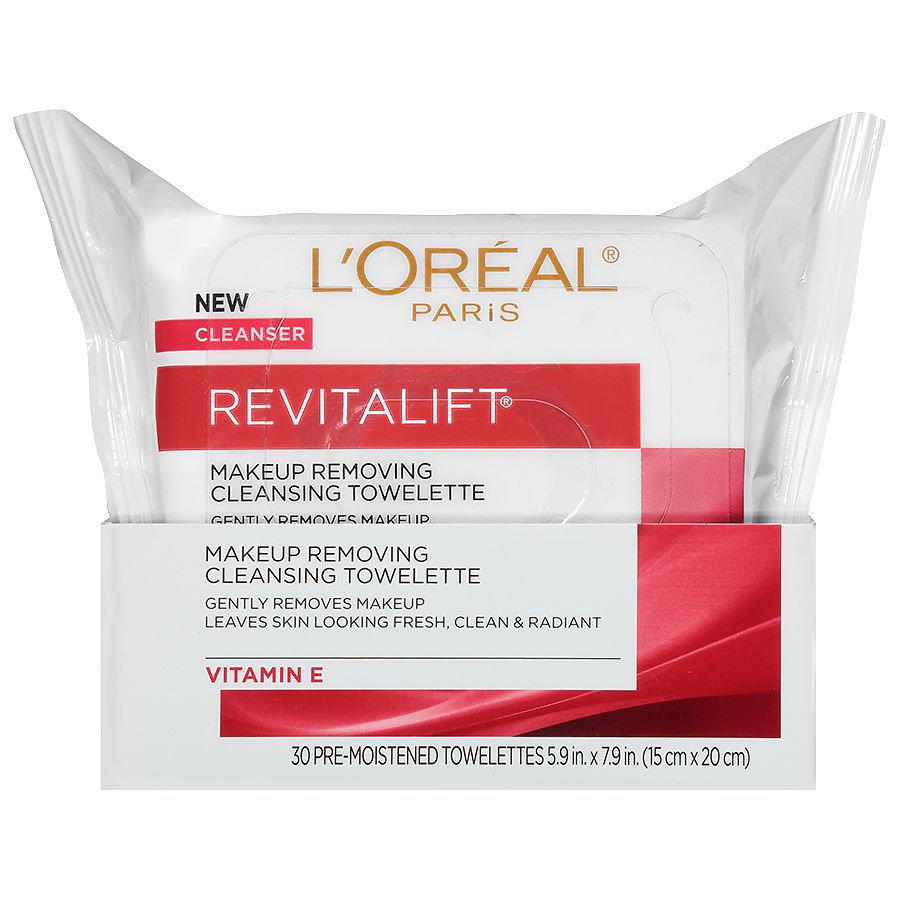 L'ORÉAL®
PARiS
NEW
CLEANSER
REVITALIFT®
MAKEUP REMOVING
CLEANSING TOWELETTE
GENTLY REMOVES MAKEUP
MAKEUP REMOVING
CLEANSING TOWELETTE
GENTLY REMOVES MAKEUP
LEAVES SKIN LOOKING FRESH, CLEAN & RADIANT
VITAMIN E
30 PRE-MOISTENED TOWELETTES 5.9 in. x 7.9 in. (15 cm x 20 cm)